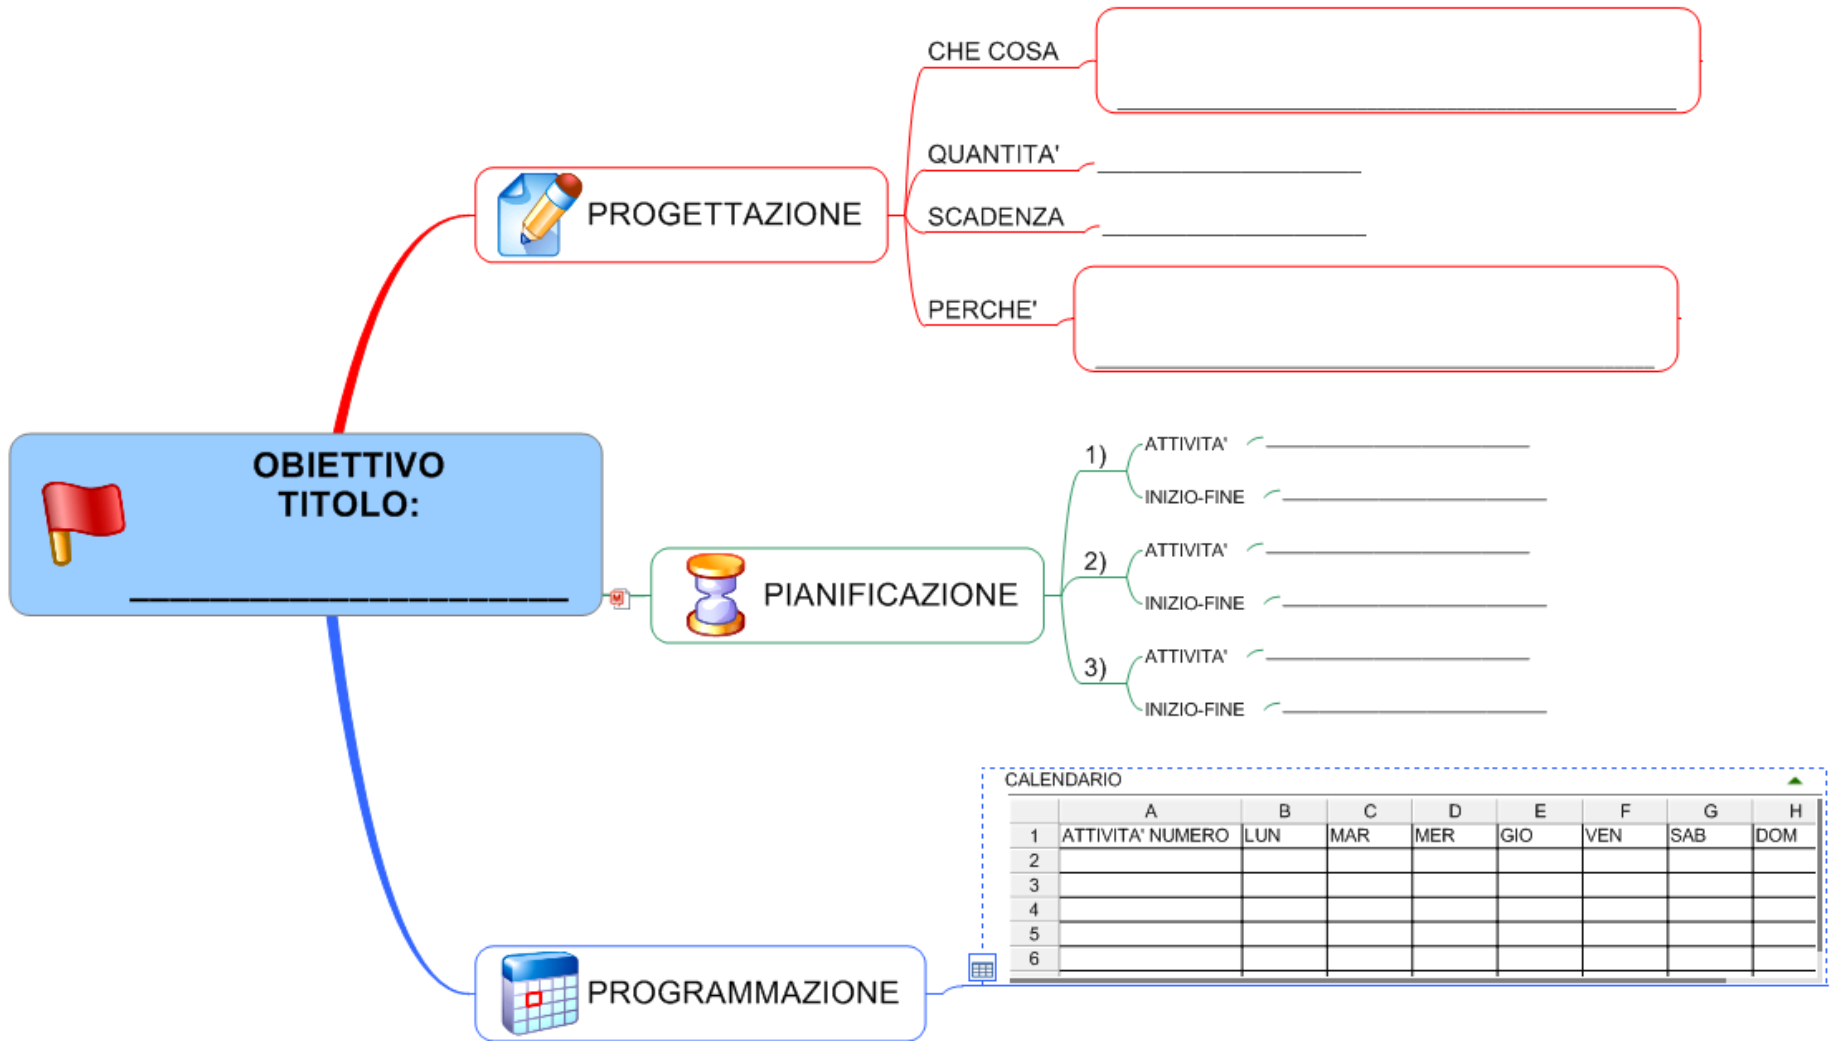 OBIETTIVO
TITOLO:
PROGETTAZIONE
CHE COSA
QUANTITA'
SCADENZA
PERCHE'
PIANIFICAZIONE
1)
ATTIVITA'
INIZIO-FINE
2)
ATTIVITA'
INIZIO-FINE
3)
ATTIVITA'
INIZIO-FINE
PROGRAMMAZIONE
CALENDARIO
A B C D E F G H
1 ATTIVITA' NUMERO LUN MAR MER GIO VEN SAB DOM
2
3
4
5
6